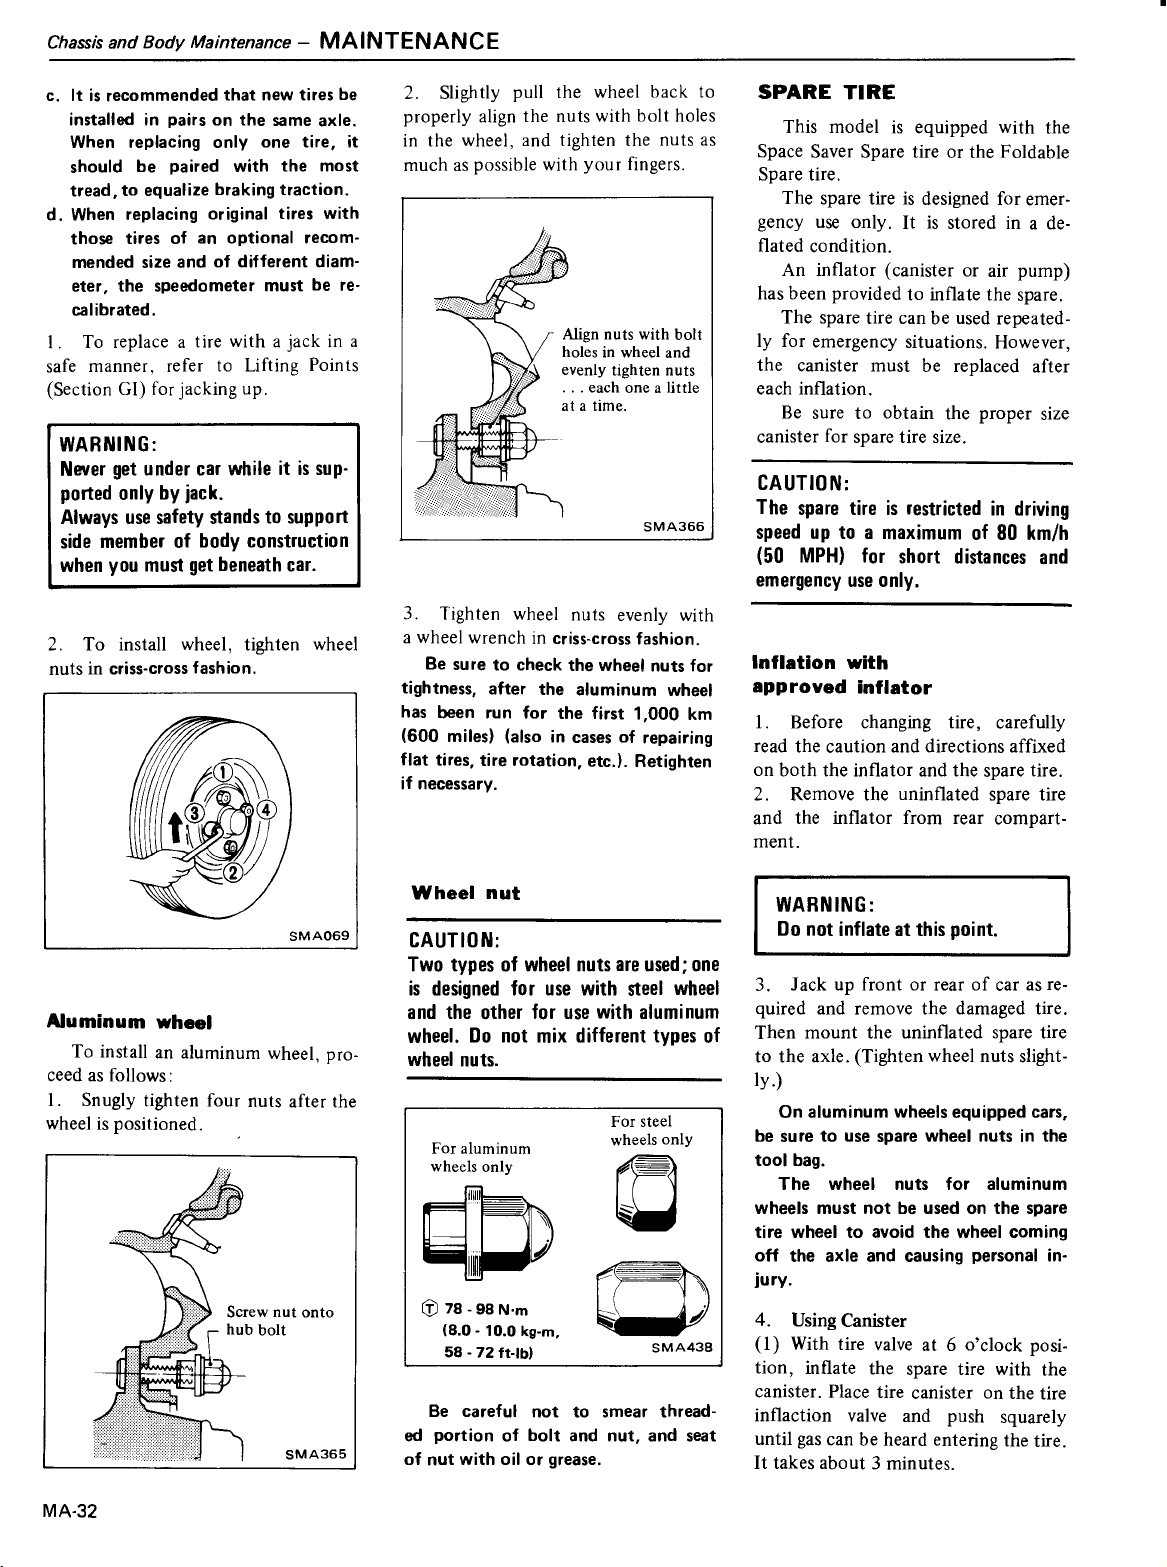 Chassis and Body Maintenance – MAINTENANCE
c. It is recommended that new tires be
installed in pairs on the same axle.
When replacing only one tire, it
should be paired with the most
tread, to equalize braking traction.
d. When replacing original tires with
those tires of an optional recom-
mended size and of different diam-
eter, the speedometer must be re-
calibrated.
1. To replace a tire with a jack in a
safe manner, refer to Lifting Points
(Section GI) for jacking up.
WARNING:
Never get under car while it is sup-
ported only by jack.
Always use safety stands to support
side member of body construction
when you must get beneath car.
2. To install wheel, tighten wheel
nuts in criss-cross fashion.
1
3
4
2
SMA069
Aluminum wheel
To install an aluminum wheel, pro-
ceed as follows:
1. Snugly tighten four nuts after the
wheel is positioned.
Screw nut onto
hub bolt
SMA365
2. Slightly pull the wheel back to
properly align the nuts with bolt holes
in the wheel, and tighten the nuts as
much as possible with your fingers.
Align nuts with bolt
holes in wheel and
evenly tighten nuts
. . . each one a little
at a time.
SMA366
3. Tighten wheel nuts evenly with
a wheel wrench in criss-cross fashion.
Be sure to check the wheel nuts for
tightness, after the aluminum wheel
has been run for the first 1,000 km
(600 miles) (also in cases of repairing
flat tires, tire rotation, etc.). Retighten
if necessary.
Wheel nut
CAUTION:
Two types of wheel nuts are used; one
is designed for use with steel wheel
and the other for use with aluminum
wheel. Do not mix different types of
wheel nuts.
For aluminum
wheels only
For steel
wheels only
Ⓣ 78 - 98 N·m
(8.0 - 10.0 kg-m,
58 - 72 ft-lb)
SMA438
Be careful not to smear thread-
ed portion of bolt and nut, and seat
of nut with oil or grease.
SPARE TIRE
This model is equipped with the
Space Saver Spare tire or the Foldable
Spare tire.
The spare tire is designed for emer-
gency use only. It is stored in a de-
flated condition.
An inflator (canister or air pump)
has been provided to inflate the spare.
The spare tire can be used repeated-
ly for emergency situations. However,
the canister must be replaced after
each inflation.
Be sure to obtain the proper size
canister for spare tire size.
CAUTION:
The spare tire is restricted in driving
speed up to a maximum of 80 km/h
(50 MPH) for short distances and
emergency use only.
Inflation with
approved inflator
1. Before changing tire, carefully
read the caution and directions affixed
on both the inflator and the spare tire.
2. Remove the uninflated spare tire
and the inflator from rear compart-
ment.
WARNING:
Do not inflate at this point.
3. Jack up front or rear of car as re-
quired and remove the damaged tire.
Then mount the uninflated spare tire
to the axle. (Tighten wheel nuts slight-
ly.)
On aluminum wheels equipped cars,
be sure to use spare wheel nuts in the
tool bag.
The wheel nuts for aluminum
wheels must not be used on the spare
tire wheel to avoid the wheel coming
off the axle and causing personal in-
jury.
4. Using Canister
(1) With tire valve at 6 o'clock posi-
tion, inflate the spare tire with the
canister. Place tire canister on the tire
inflaction valve and push squarely
until gas can be heard entering the tire.
It takes about 3 minutes.
MA-32